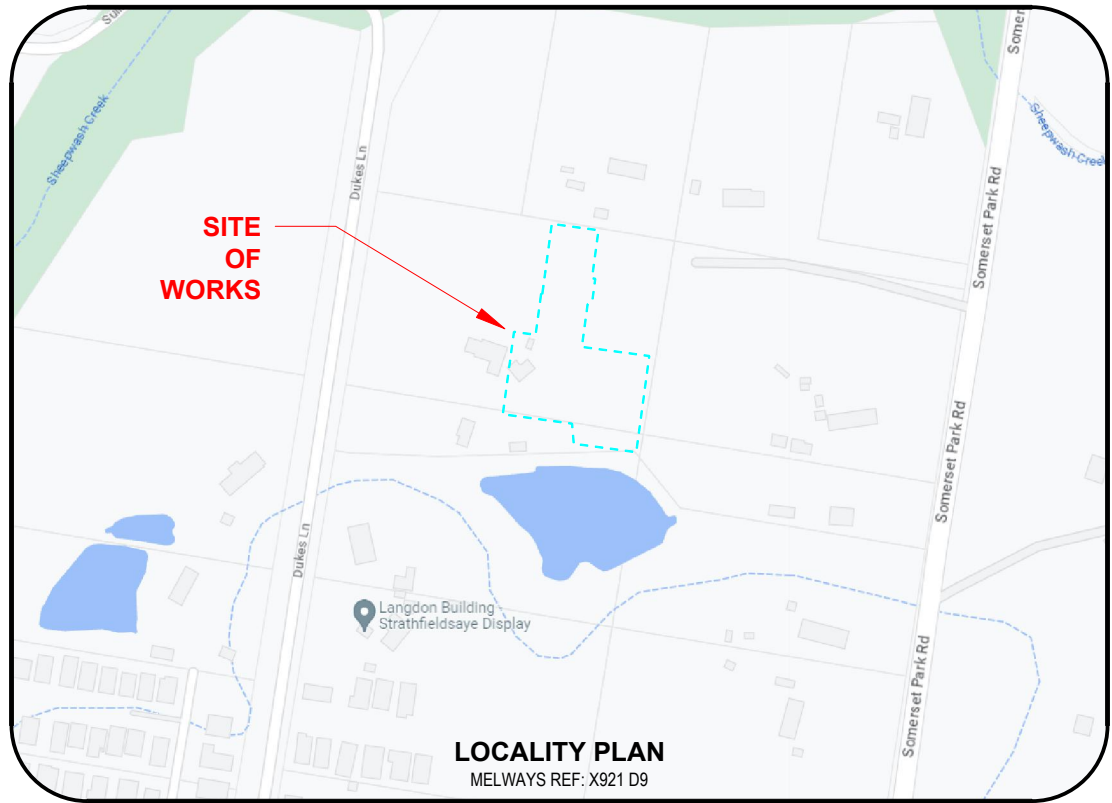 Sheepwash Creek
Dukes Ln
Somerset Park Rd
Sheepwash Creek
SITE
OF
WORKS
Somerset Park Rd
Dukes Ln
Langdon Building
Strathfieldsaye Display
Somerset Park Rd
LOCALITY PLAN
MELWAYS REF: X921 D9